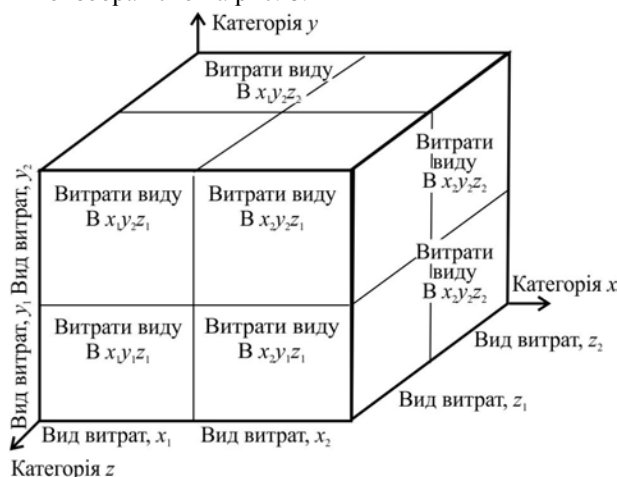 Категорія y
Витрати виду
В x₁y₂z₂
Витрати виду
В x₁y₂z₁
Витрати виду
В x₂y₂z₁
Витрати
виду
В x₂y₂z₂
Витрати
виду
В x₂y₂z₂
Витрати виду
В x₁y₁z₁
Витрати виду
В x₂y₁z₁
Вид витрат, y₂
Вид витрат, y₁
Категорія x
Вид витрат, z₂
Вид витрат, z₁
Вид витрат, x₁
Вид витрат, x₂
Категорія z